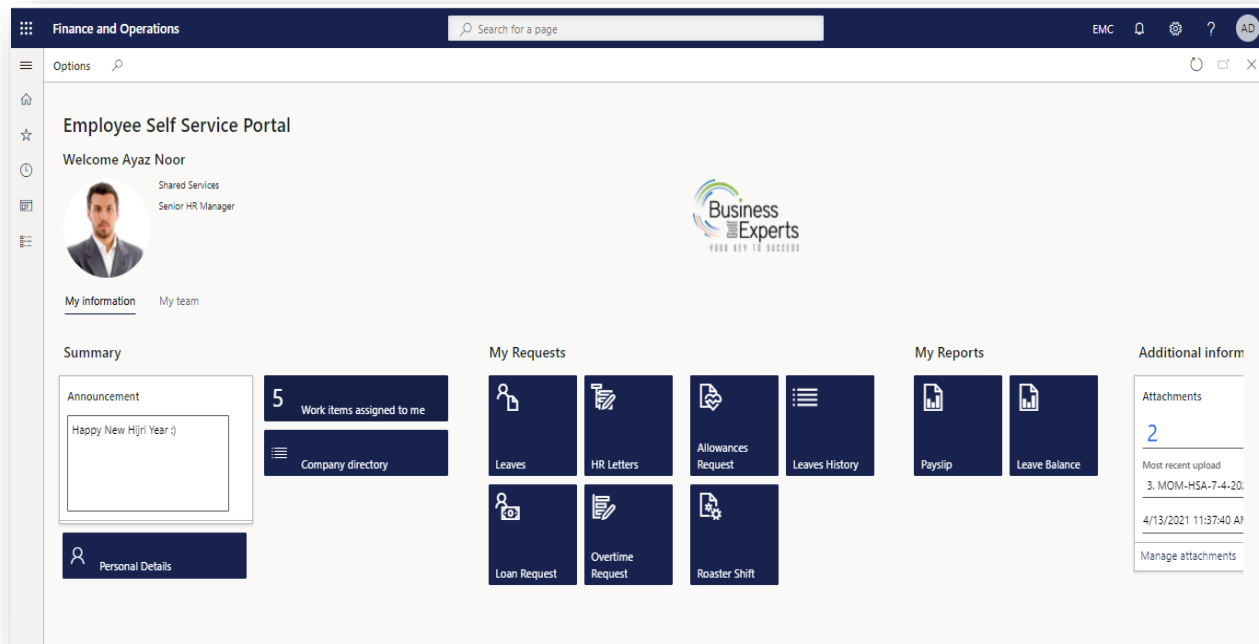 Finance and Operations
Search for a page
EMC
?
AD
Options
Employee Self Service Portal
Welcome Ayaz Noor
Shared Services
Senior HR Manager
Business
Experts
YOUR KEY TO SUCCESS
My information
My team
Summary
Announcement
Happy New Hijri Year :)
5
Work items assigned to me
Company directory
Personal Details
My Requests
Leaves
HR Letters
Allowances
Request
Leaves History
Loan Request
Overtime
Request
Roaster Shift
My Reports
Payslip
Leave Balance
Additional inform
Attachments
2
Most recent upload
3. MOM-HSA-7-4-202
4/13/2021 11:37:40 AM
Manage attachments